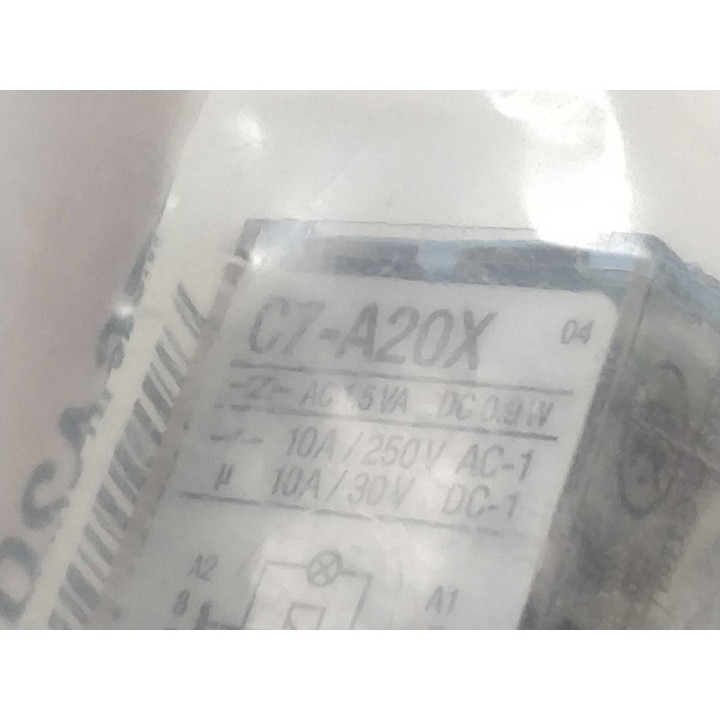 C7-A20X 04
AC 1.5 VA DC 0.9 W
10A / 250V AC-1
µ 10A / 30V DC-1
A2
A1
8